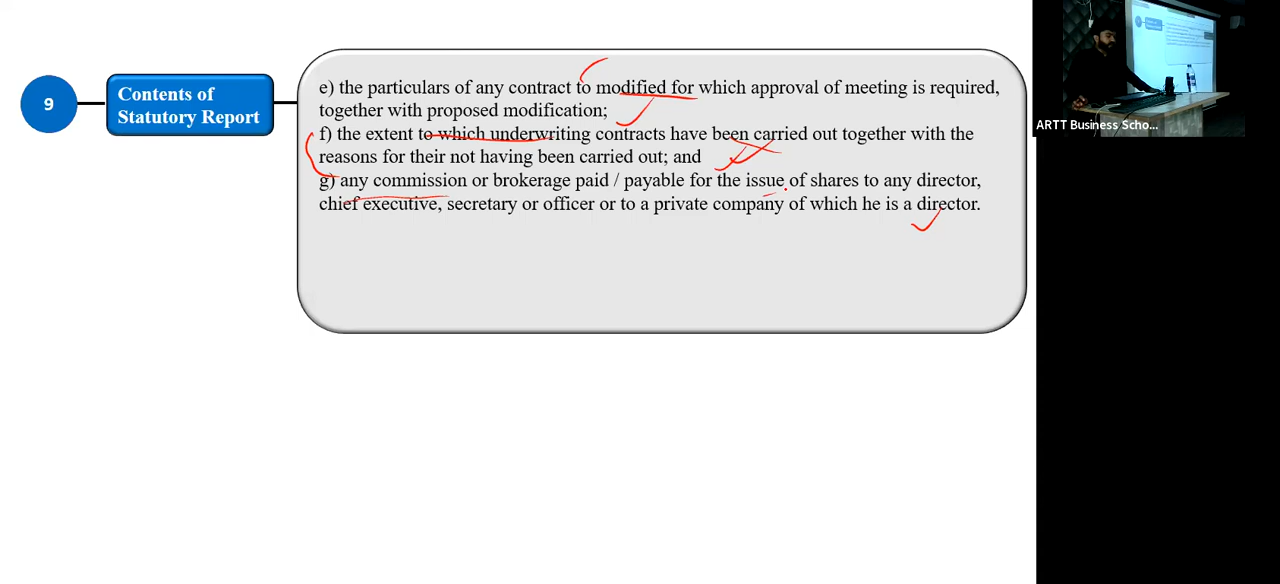 9
Contents of
Statutory Report
e) the particulars of any contract to modified for which approval of meeting is required,
together with proposed modification;
f) the extent to which underwriting contracts have been carried out together with the
reasons for their not having been carried out; and
g) any commission or brokerage paid / payable for the issue of shares to any director,
chief executive, secretary or officer or to a private company of which he is a director.
ARTT Business Scho...